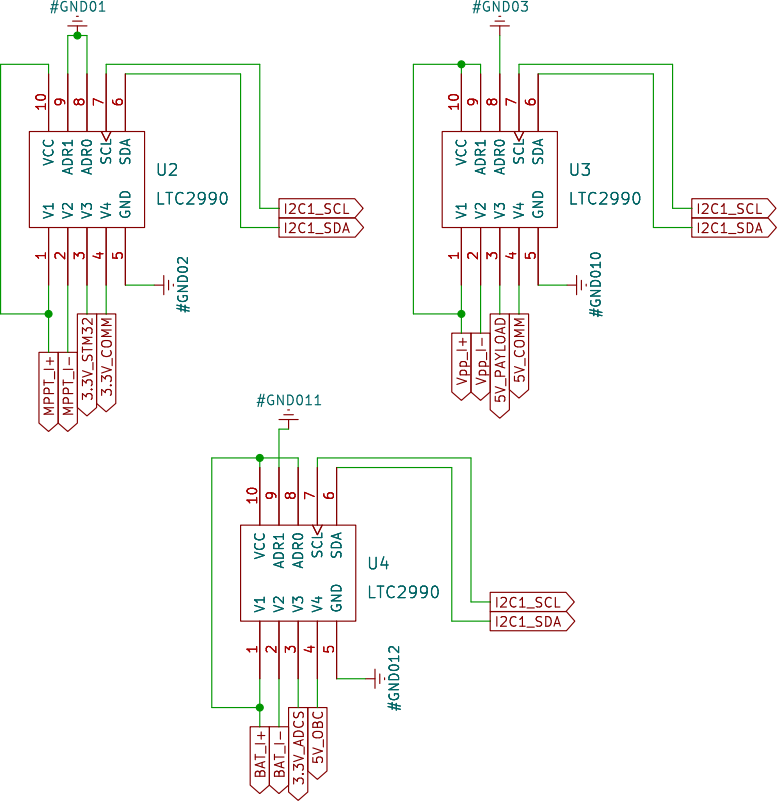 #GND01
10 9 8 7 6
VCC ADR1 ADR0 SCL SDA
U2
LTC2990
V1 V2 V3 V4 GND
I2C1_SCL
I2C1_SDA
1 2 3 4 5
#GND02
MPPT_I+ MPPT_I- 3.3V_STM32 3.3V_COMM
#GND03
10 9 8 7 6
VCC ADR1 ADR0 SCL SDA
U3
LTC2990
V1 V2 V3 V4 GND
I2C1_SCL
I2C1_SDA
1 2 3 4 5
#GND010
Vpp_I+ Vpp_I- 5V_PAYLOAD 5V_COMM
#GND011
10 9 8 7 6
VCC ADR1 ADR0 SCL SDA
U4
LTC2990
V1 V2 V3 V4 GND
I2C1_SCL
I2C1_SDA
1 2 3 4 5
#GND012
BAT_I+ BAT_I- 3.3V_ADCS 5V_OBC